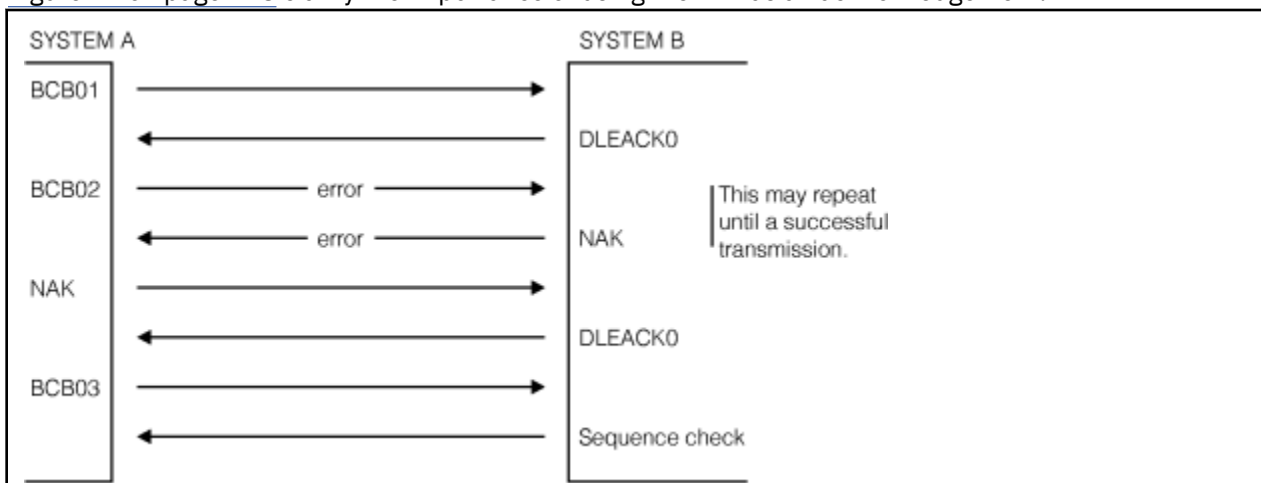 SYSTEM A SYSTEM B
BCB01
DLEACK0
BCB02 error
This may repeat
until a successful
transmission.
error NAK
NAK
DLEACK0
BCB03
Sequence check